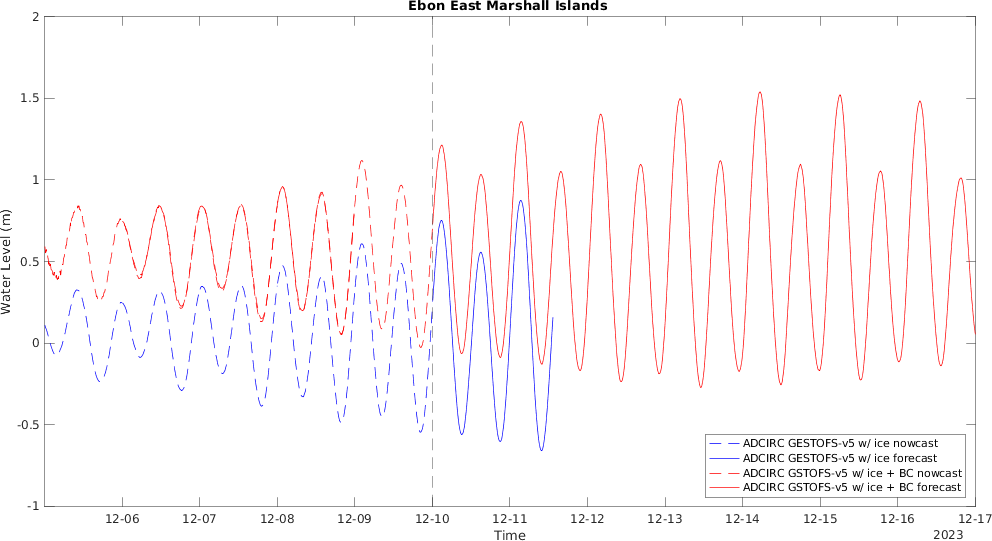 Ebon East Marshall Islands
2
1.5
1
0.5
0
-0.5
-1
Water Level (m)
ADCIRC GESTOFS-v5 w/ ice nowcast
ADCIRC GESTOFS-v5 w/ ice forecast
ADCIRC GSTOFS-v5 w/ ice + BC nowcast
ADCIRC GSTOFS-v5 w/ ice + BC forecast
12-06 12-07 12-08 12-09 12-10 12-11 12-12 12-13 12-14 12-15 12-16 12-17
Time
2023